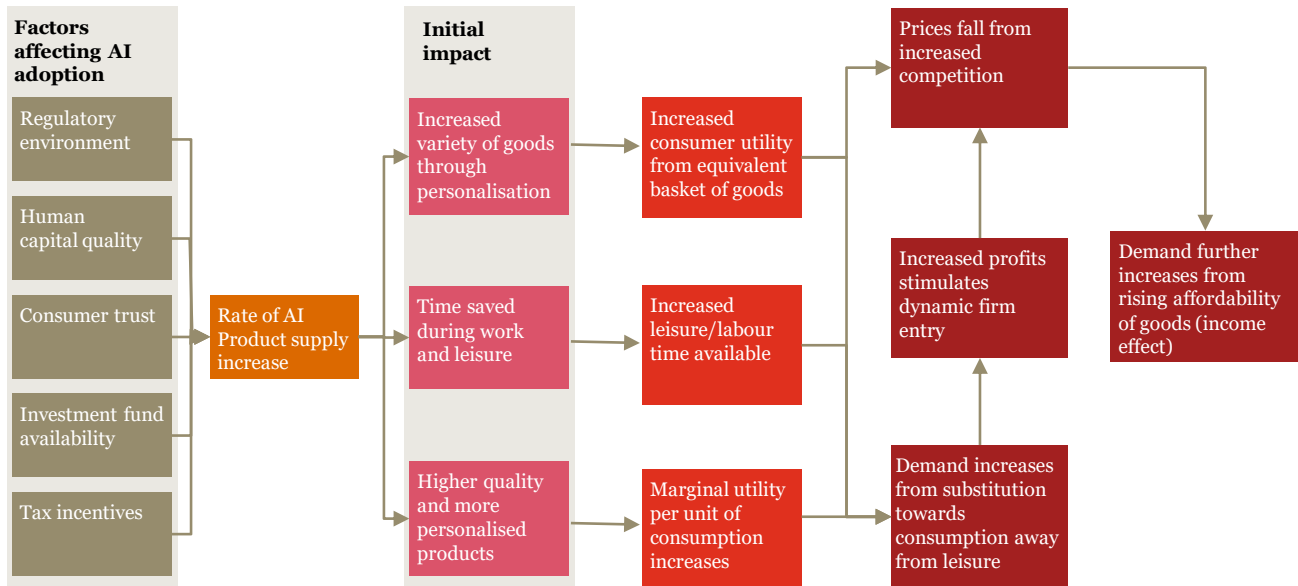 Factors
affecting AI
adoption
Regulatory
environment
Human
capital quality
Consumer trust
Investment fund
availability
Tax incentives
Rate of AI
Product supply
increase
Initial
impact
Increased
variety of goods
through
personalisation
Time saved
during work
and leisure
Higher quality
and more
personalised
products
Increased
consumer utility
from equivalent
basket of goods
Increased
leisure/labour
time available
Marginal utility
per unit of
consumption
increases
Prices fall from
increased
competition
Increased profits
stimulates
dynamic firm
entry
Demand increases
from substitution
towards
consumption away
from leisure
Demand further
increases from
rising affordability
of goods (income
effect)